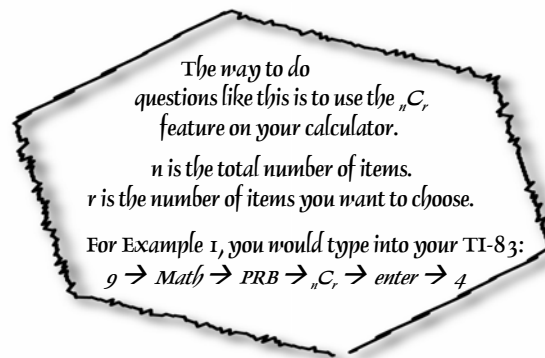 The way to do
questions like this is to use the ₙCᵣ
feature on your calculator.
n is the total number of items.
r is the number of items you want to choose.
For Example 1, you would type into your TI-83:
9 → Math → PRB → ₙCᵣ → enter → 4